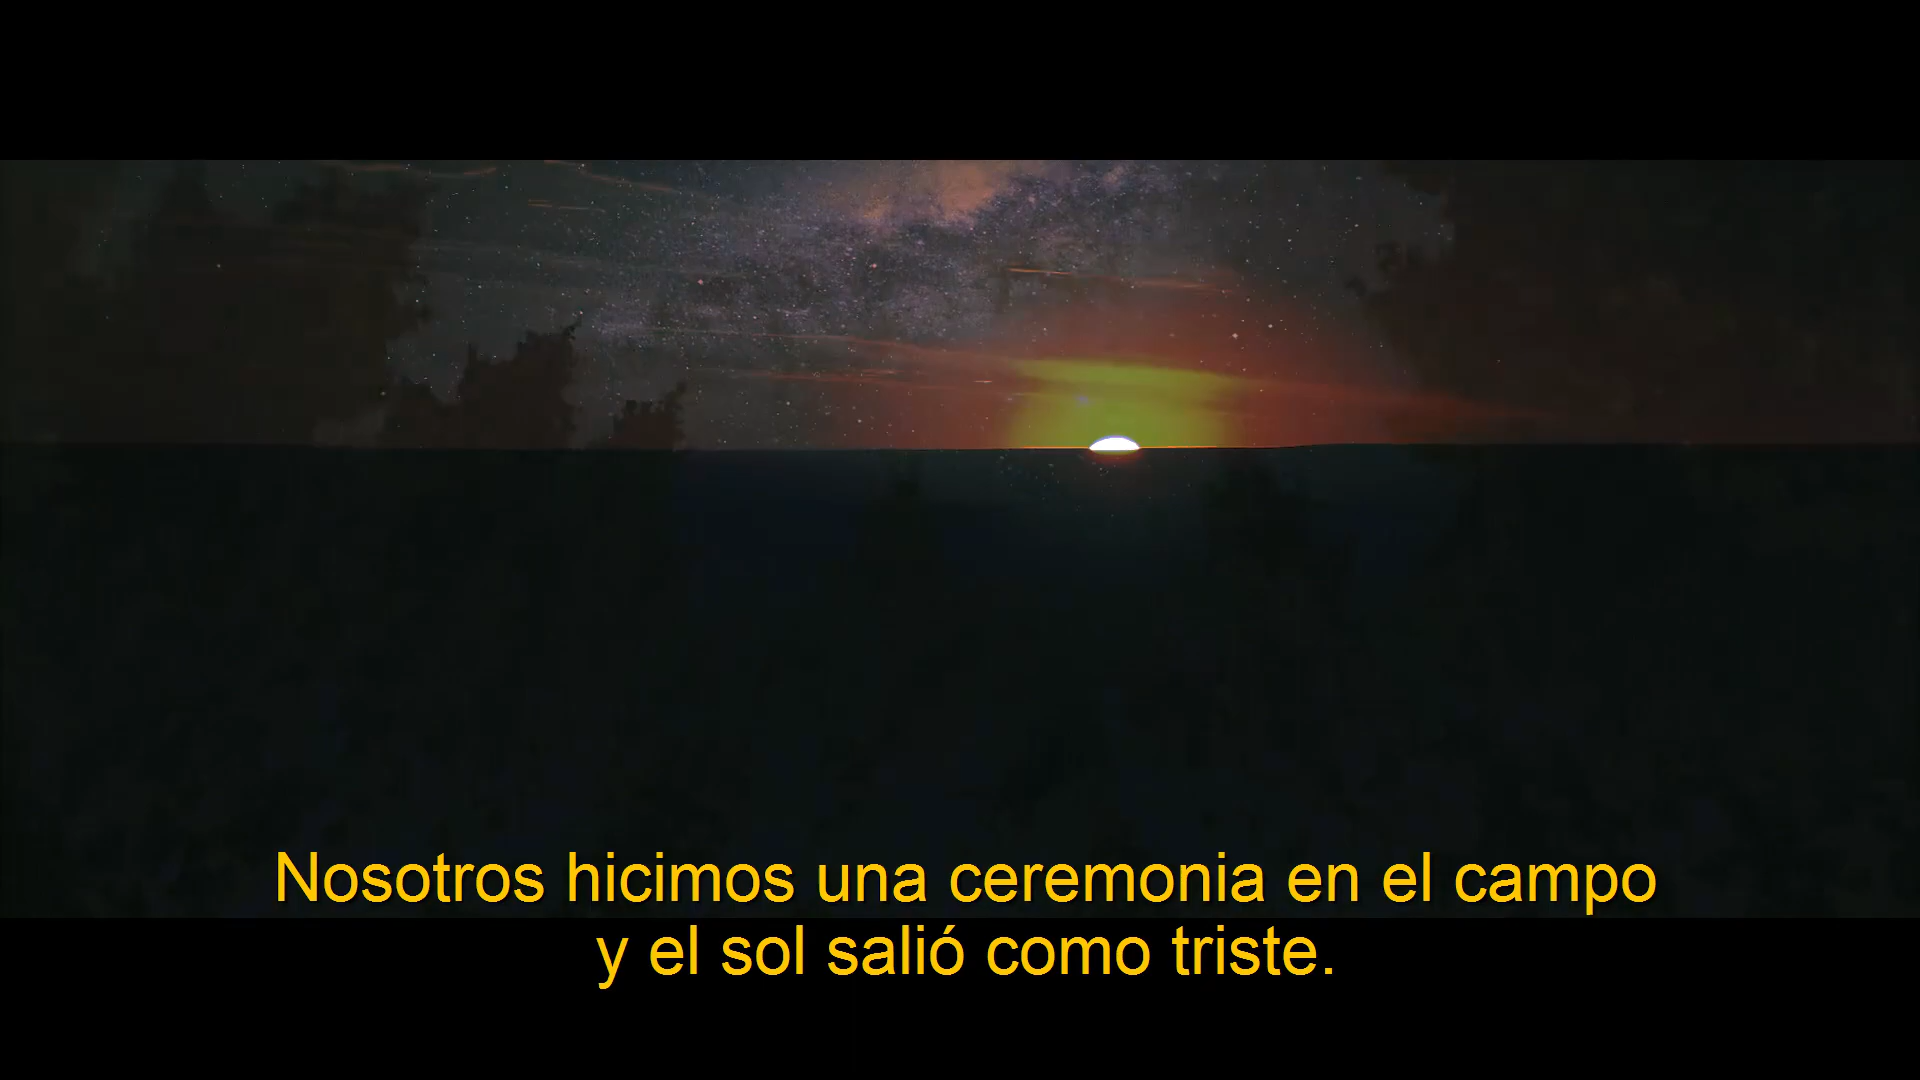 Nosotros hicimos una ceremonia en el campo
y el sol salió como triste.